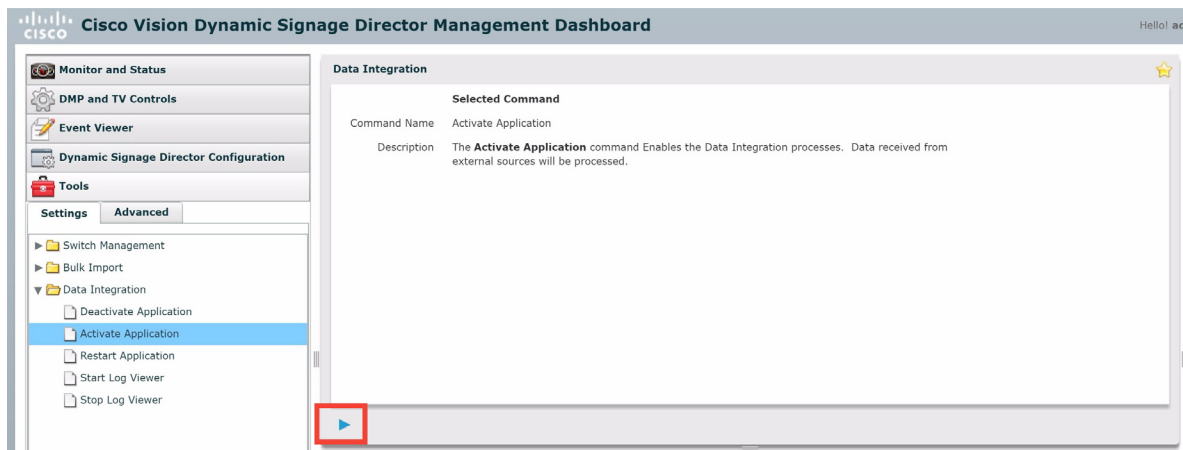 CISCO
Cisco Vision Dynamic Signage Director Management Dashboard
Hello!
Monitor and Status
DMP and TV Controls
Event Viewer
Dynamic Signage Director Configuration
Tools
Settings
Advanced
Switch Management
Bulk Import
Data Integration
Deactivate Application
Activate Application
Restart Application
Start Log Viewer
Stop Log Viewer
Data Integration
Selected Command
Command Name Activate Application
Description The Activate Application command Enables the Data Integration processes. Data received from
external sources will be processed.